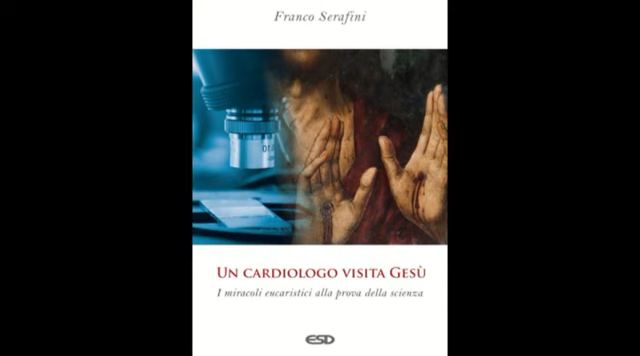 Franco Serafini
UN CARDIOLOGO VISITA GESÙ
I miracoli eucaristici alla prova della scienza
ESD